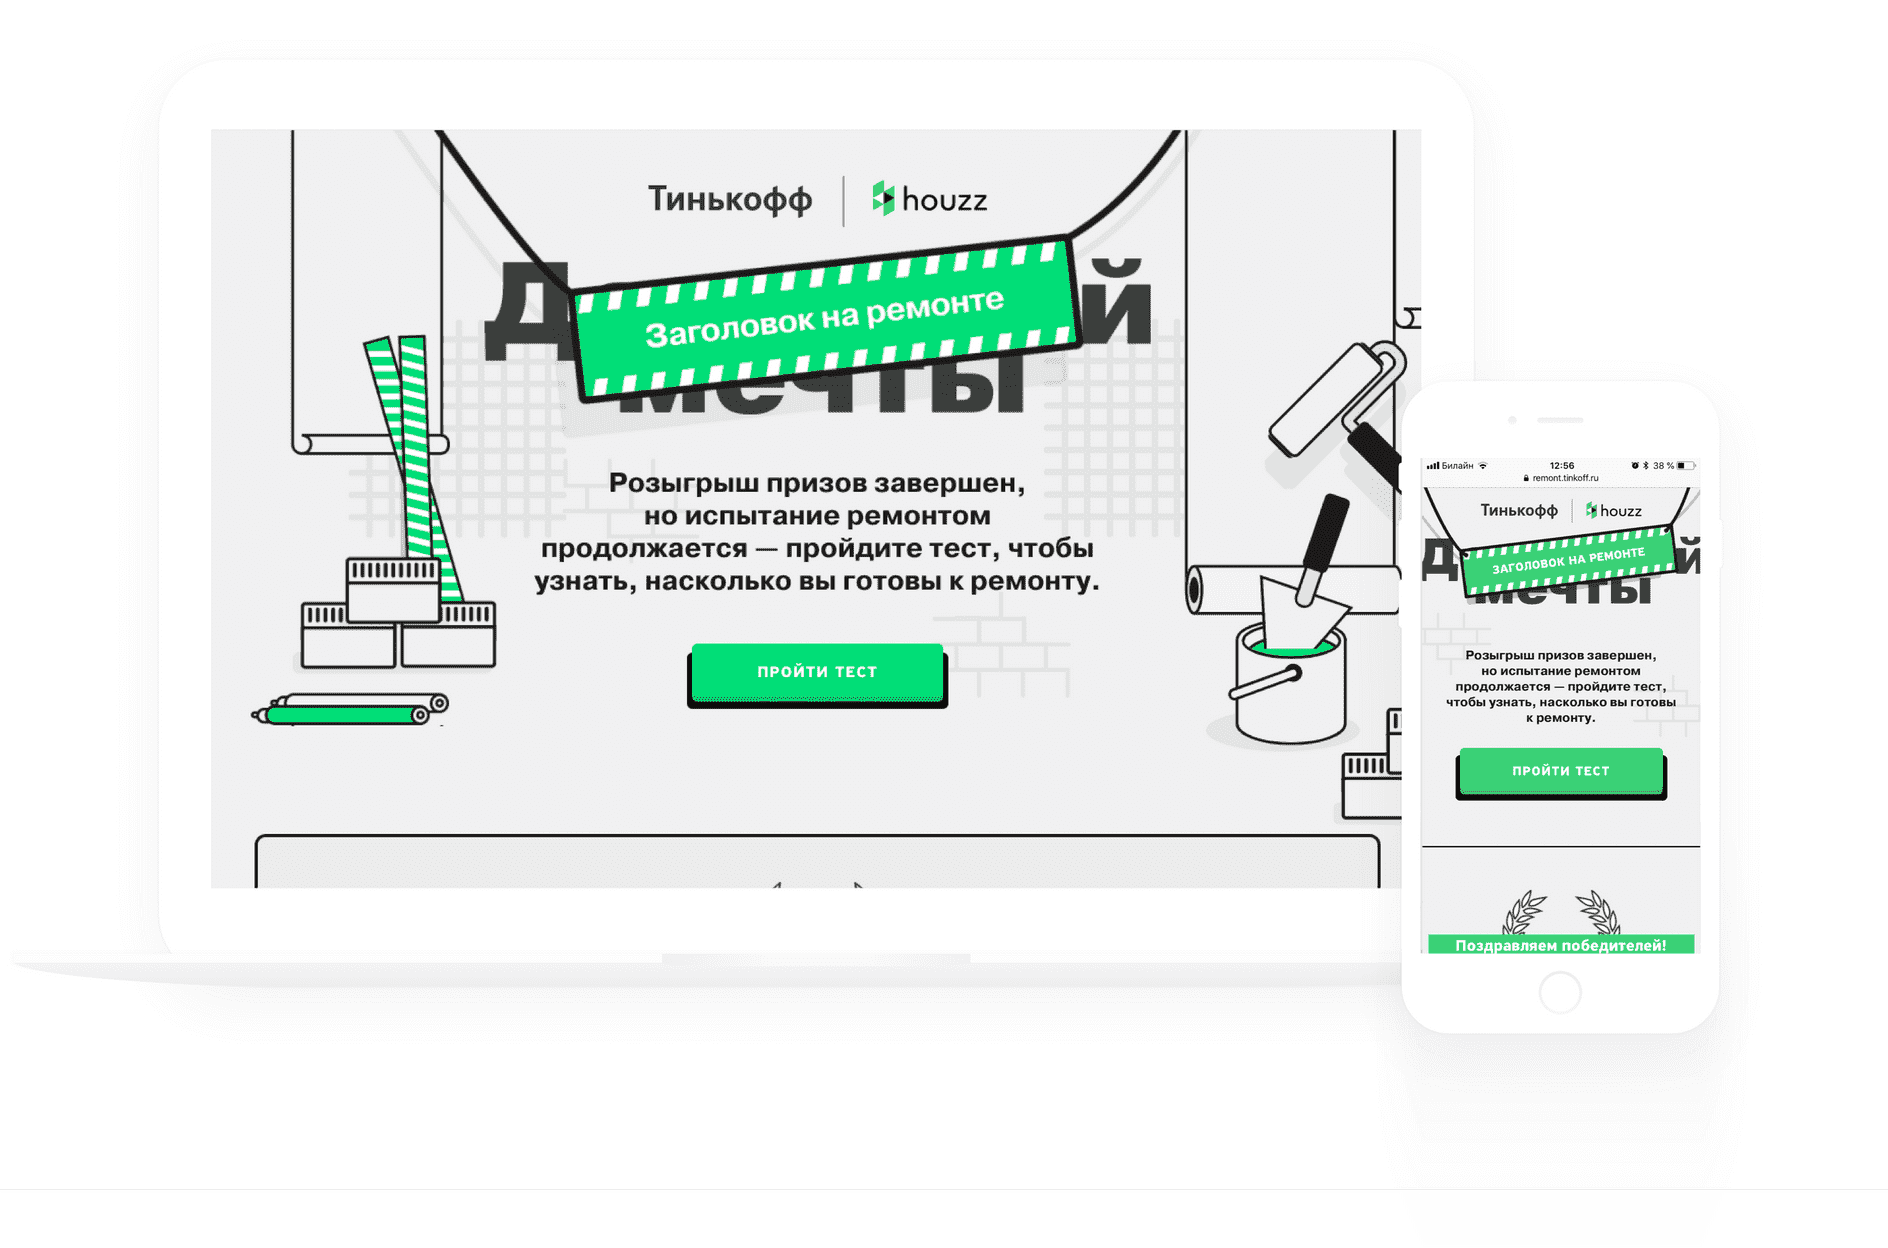 Тинькофф
houzz
Заголовок на ремонте
мечты
Розыгрыш призов завершен,
но испытание ремонтом
продолжается — пройдите тест, чтобы
узнать, насколько вы готовы к ремонту.
ПРОЙТИ ТЕСТ
Билайн 12:56 38 %
remont.tinkoff.ru
Тинькофф
houzz
ЗАГОЛОВОК НА РЕМОНТЕ
мечты
Розыгрыш призов завершен,
но испытание ремонтом
продолжается — пройдите тест,
чтобы узнать, насколько вы готовы
к ремонту.
ПРОЙТИ ТЕСТ
Поздравляем победителей!